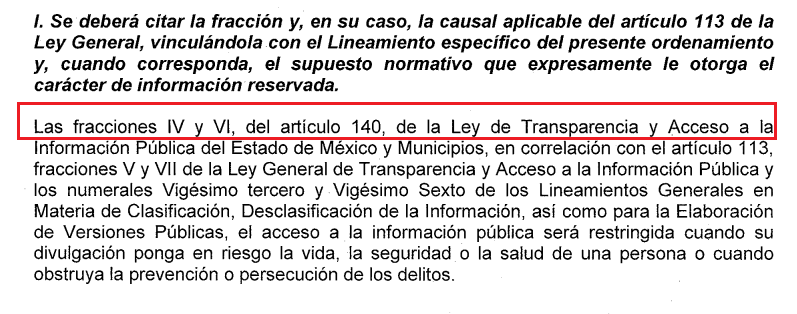 I. Se deberá citar la fracción y, en su caso, la causal aplicable del artículo 113 de la
Ley General, vinculándola con el Lineamiento específico del presente ordenamiento
y, cuando corresponda, el supuesto normativo que expresamente le otorga el
carácter de información reservada.
Las fracciones IV y VI, del artículo 140, de la Ley de Transparencia y Acceso a la
Información Pública del Estado de México y Municipios, en correlación con el artículo 113,
fracciones V y VII de la Ley General de Transparencia y Acceso a la Información Pública y
los numerales Vigésimo tercero y Vigésimo Sexto de los Lineamientos Generales en
Materia de Clasificación, Desclasificación de la Información, así como para la Elaboración
de Versiones Públicas, el acceso a la información pública será restringida cuando su
divulgación ponga en riesgo la vida, la seguridad o la salud de una persona o cuando
obstruya la prevención o persecución de los delitos.